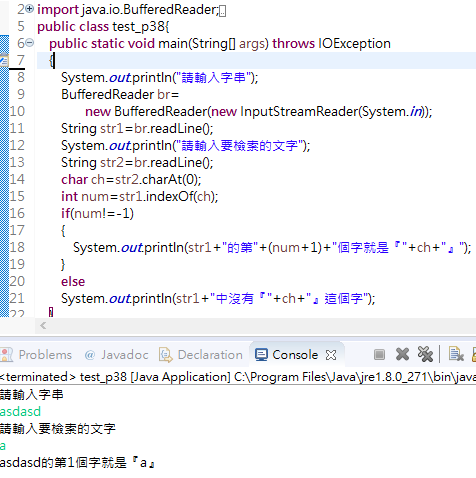 2 import java.io.BufferedReader;
5 public class test_p38{
6 public static void main(String[] args) throws IOException
7 {
8 System.out.println("請輸入字串");
9 BufferedReader br=
10 new BufferedReader(new InputStreamReader(System.in));
11 String str1=br.readLine();
12 System.out.println("請輸入要檢索的文字");
13 String str2=br.readLine();
14 char ch=str2.charAt(0);
15 int num=str1.indexOf(ch);
16 if(num!=-1)
17 {
18 System.out.println(str1+"的第"+(num+1)+"個字就是『"+ch+"』");
19 }
20 else
21 System.out.println(str1+"中沒有『"+ch+"』這個字");
22 }
Problems @ Javadoc Declaration Console
<terminated> test_p38 [Java Application] C:\Program Files\Java\jre1.8.0_271\bin\java
請輸入字串
asdasd
請輸入要檢索的文字
a
asdasd的第1個字就是『a』